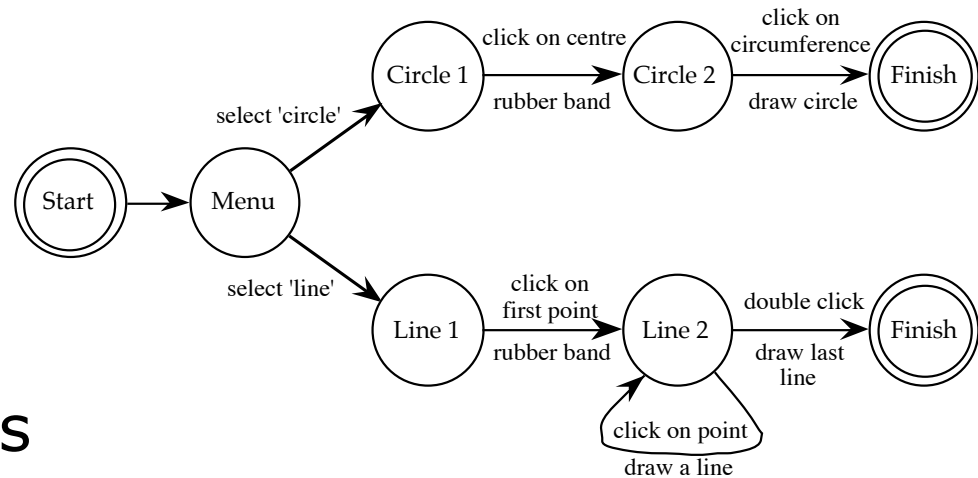 click on
circumference
click on centre
Circle 1
Circle 2
Finish
rubber band
draw circle
select 'circle'
Start
Menu
select 'line'
click on
first point
double click
Line 1
Line 2
Finish
rubber band
draw last
line
click on point
draw a line
s